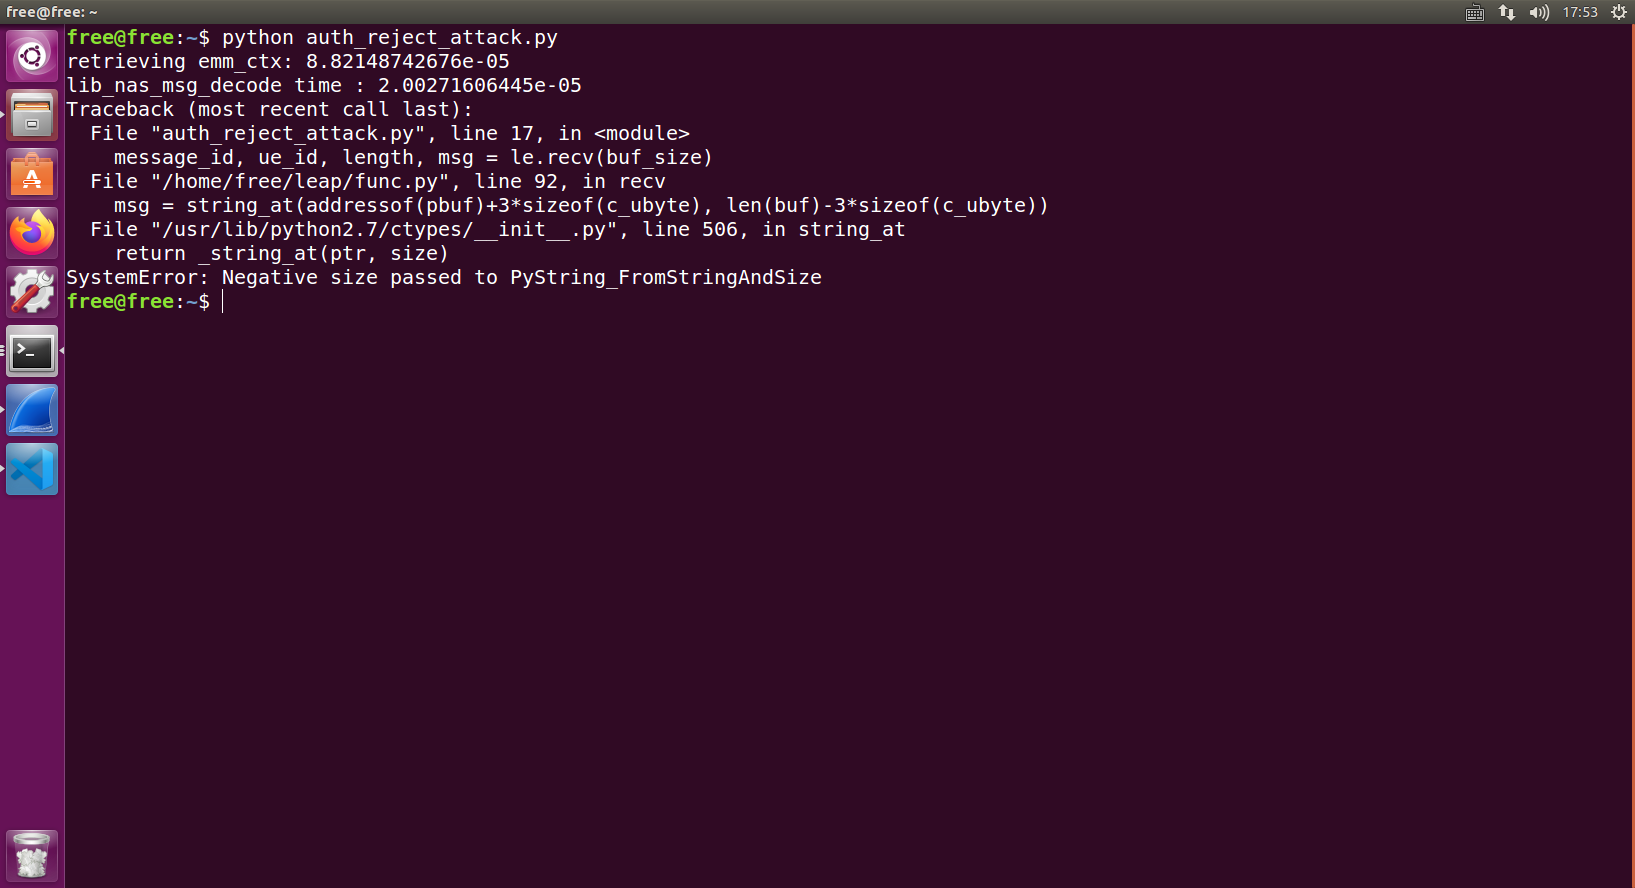 free@free: ~
17:53
free@free:~$ python auth_reject_attack.py
retrieving emm_ctx: 8.82148742676e-05
lib_nas_msg_decode time : 2.00271606445e-05
Traceback (most recent call last):
  File "auth_reject_attack.py", line 17, in <module>
    message_id, ue_id, length, msg = le.recv(buf_size)
  File "/home/free/leap/func.py", line 92, in recv
    msg = string_at(addressof(pbuf)+3*sizeof(c_ubyte), len(buf)-3*sizeof(c_ubyte))
  File "/usr/lib/python2.7/ctypes/__init__.py", line 506, in string_at
    return _string_at(ptr, size)
SystemError: Negative size passed to PyString_FromStringAndSize
free@free:~$